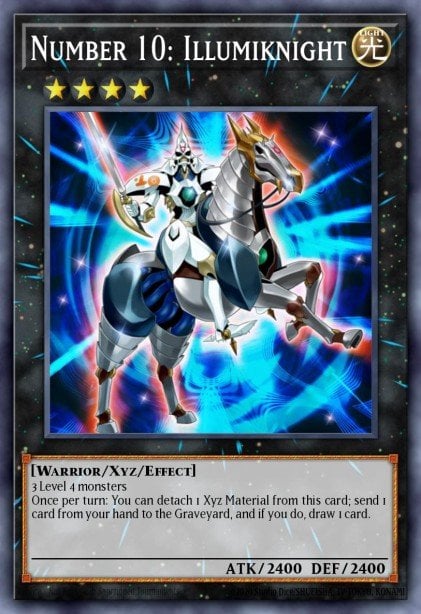 NUMBER 10: ILLUMIKNIGHT
LIGHT
光
10
[WARRIOR/XYZ/EFFECT]
3 Level 4 monsters
Once per turn: You can detach 1 Xyz Material from this card; send 1
card from your hand to the Graveyard, and if you do, draw 1 card.
ATK/2400 DEF/2400